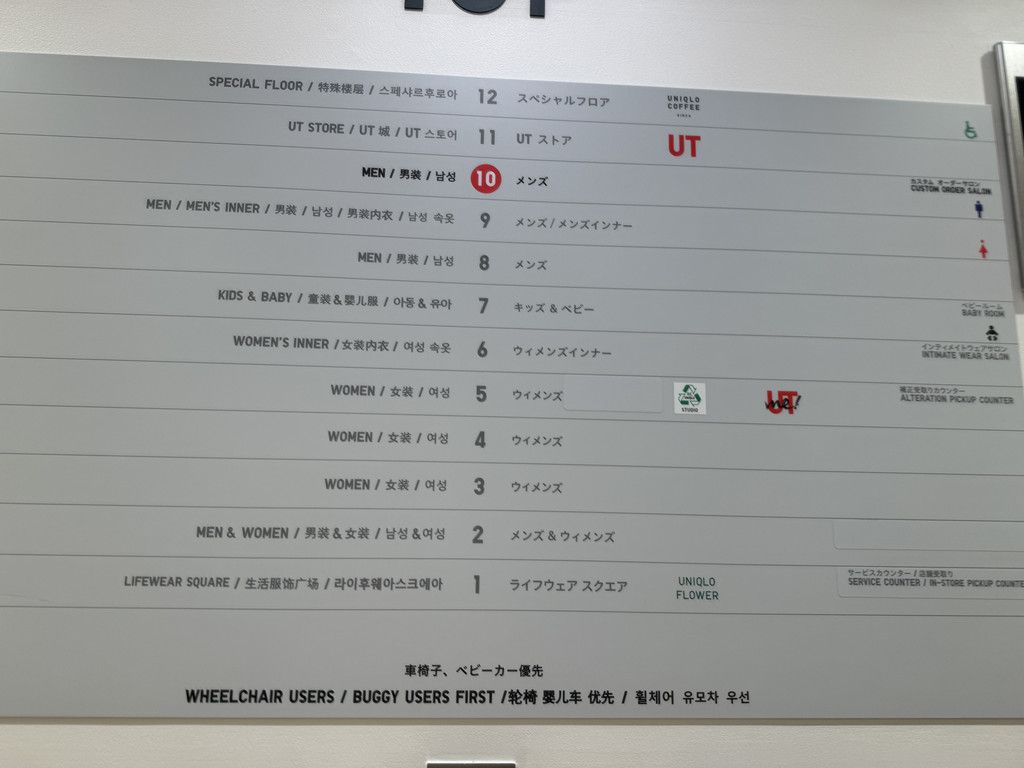 SPECIAL FLOOR / 特殊楼层 / 스페샤르후로아 12 スペシャルフロア UNIQLO COFFEE GINZA
UT STORE / UT 城 / UT 스토어 11 UT ストア UT
MEN / 男装 / 남성 10 メンズ カスタム オーダーサロン CUSTOM ORDER SALON
MEN / MEN'S INNER / 男装 / 남성 / 男装内衣 / 남성 속옷 9 メンズ / メンズインナー
MEN / 男装 / 남성 8 メンズ
KIDS & BABY / 童装&婴儿服 / 아동 & 유아 7 キッズ & ベビー ベビールーム BABY ROOM
WOMEN'S INNER / 女装内衣 / 여성 속옷 6 ウィメンズインナー インティメイトウェアサロン INTIMATE WEAR SALON
WOMEN / 女装 / 여성 5 ウィメンズ STUDIO UT me! 補正受取りカウンター ALTERATION PICKUP COUNTER
WOMEN / 女装 / 여성 4 ウィメンズ
WOMEN / 女装 / 여성 3 ウイメンズ
MEN & WOMEN / 男装&女装 / 남성 &여성 2 メンズ & ウィメンズ
LIFEWEAR SQUARE / 生活服饰广场 / 라이후웨아스크에아 1 ライフウェア スクエア UNIQLO FLOWER サービスカウンター / 店舗受取り SERVICE COUNTER / IN-STORE PICKUP COUNTE
車椅子、ベビーカー優先
WHEELCHAIR USERS / BUGGY USERS FIRST /轮椅 婴儿车 优先 / 휠체어 유모차 우선